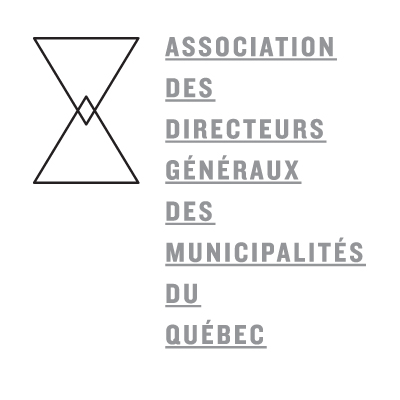 ASSOCIATION
DES
DIRECTEURS
GÉNÉRAUX
DES
MUNICIPALITÉS
DU
QUÉBEC